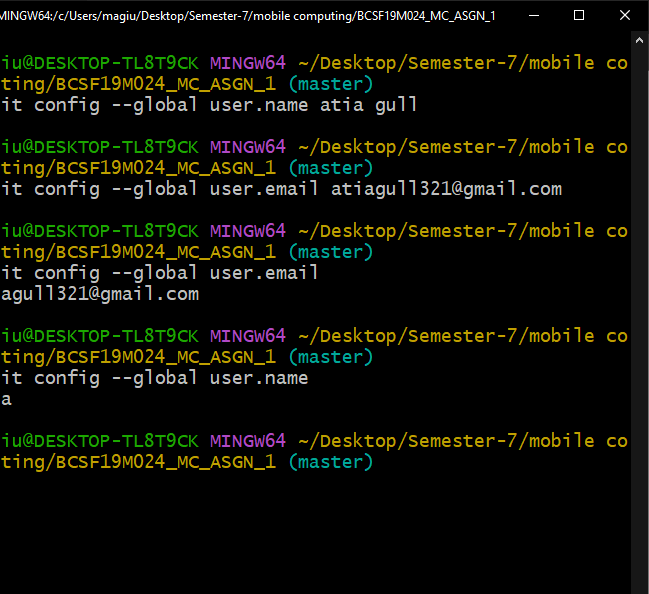 MINGW64:/c/Users/magiu/Desktop/Semester-7/mobile computing/BCSF19M024_MC_ASGN_1
iu@DESKTOP-TL8T9CK MINGW64 ~/Desktop/Semester-7/mobile co
ting/BCSF19M024_MC_ASGN_1 (master)
it config --global user.name atia gull
iu@DESKTOP-TL8T9CK MINGW64 ~/Desktop/Semester-7/mobile co
ting/BCSF19M024_MC_ASGN_1 (master)
it config --global user.email atiagull321@gmail.com
iu@DESKTOP-TL8T9CK MINGW64 ~/Desktop/Semester-7/mobile co
ting/BCSF19M024_MC_ASGN_1 (master)
it config --global user.email
agull321@gmail.com
iu@DESKTOP-TL8T9CK MINGW64 ~/Desktop/Semester-7/mobile co
ting/BCSF19M024_MC_ASGN_1 (master)
it config --global user.name
a
iu@DESKTOP-TL8T9CK MINGW64 ~/Desktop/Semester-7/mobile co
ting/BCSF19M024_MC_ASGN_1 (master)